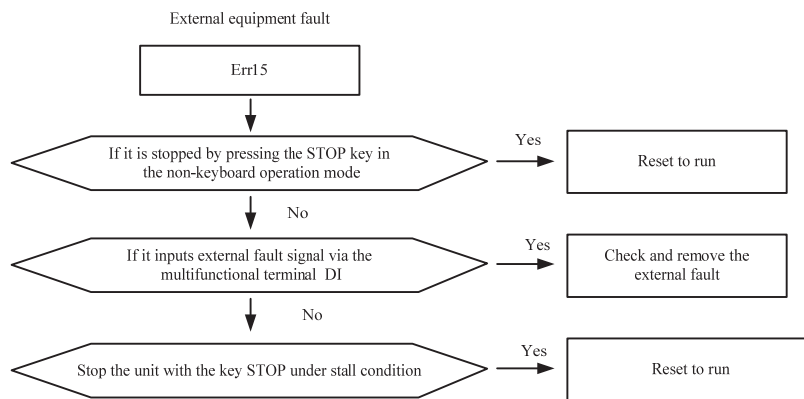 External equipment fault
Err15
If it is stopped by pressing the STOP key in
the non-keyboard operation mode
Yes
Reset to run
No
If it inputs external fault signal via the
multifunctional terminal DI
Yes
Check and remove the
external fault
No
Stop the unit with the key STOP under stall condition
Yes
Reset to run